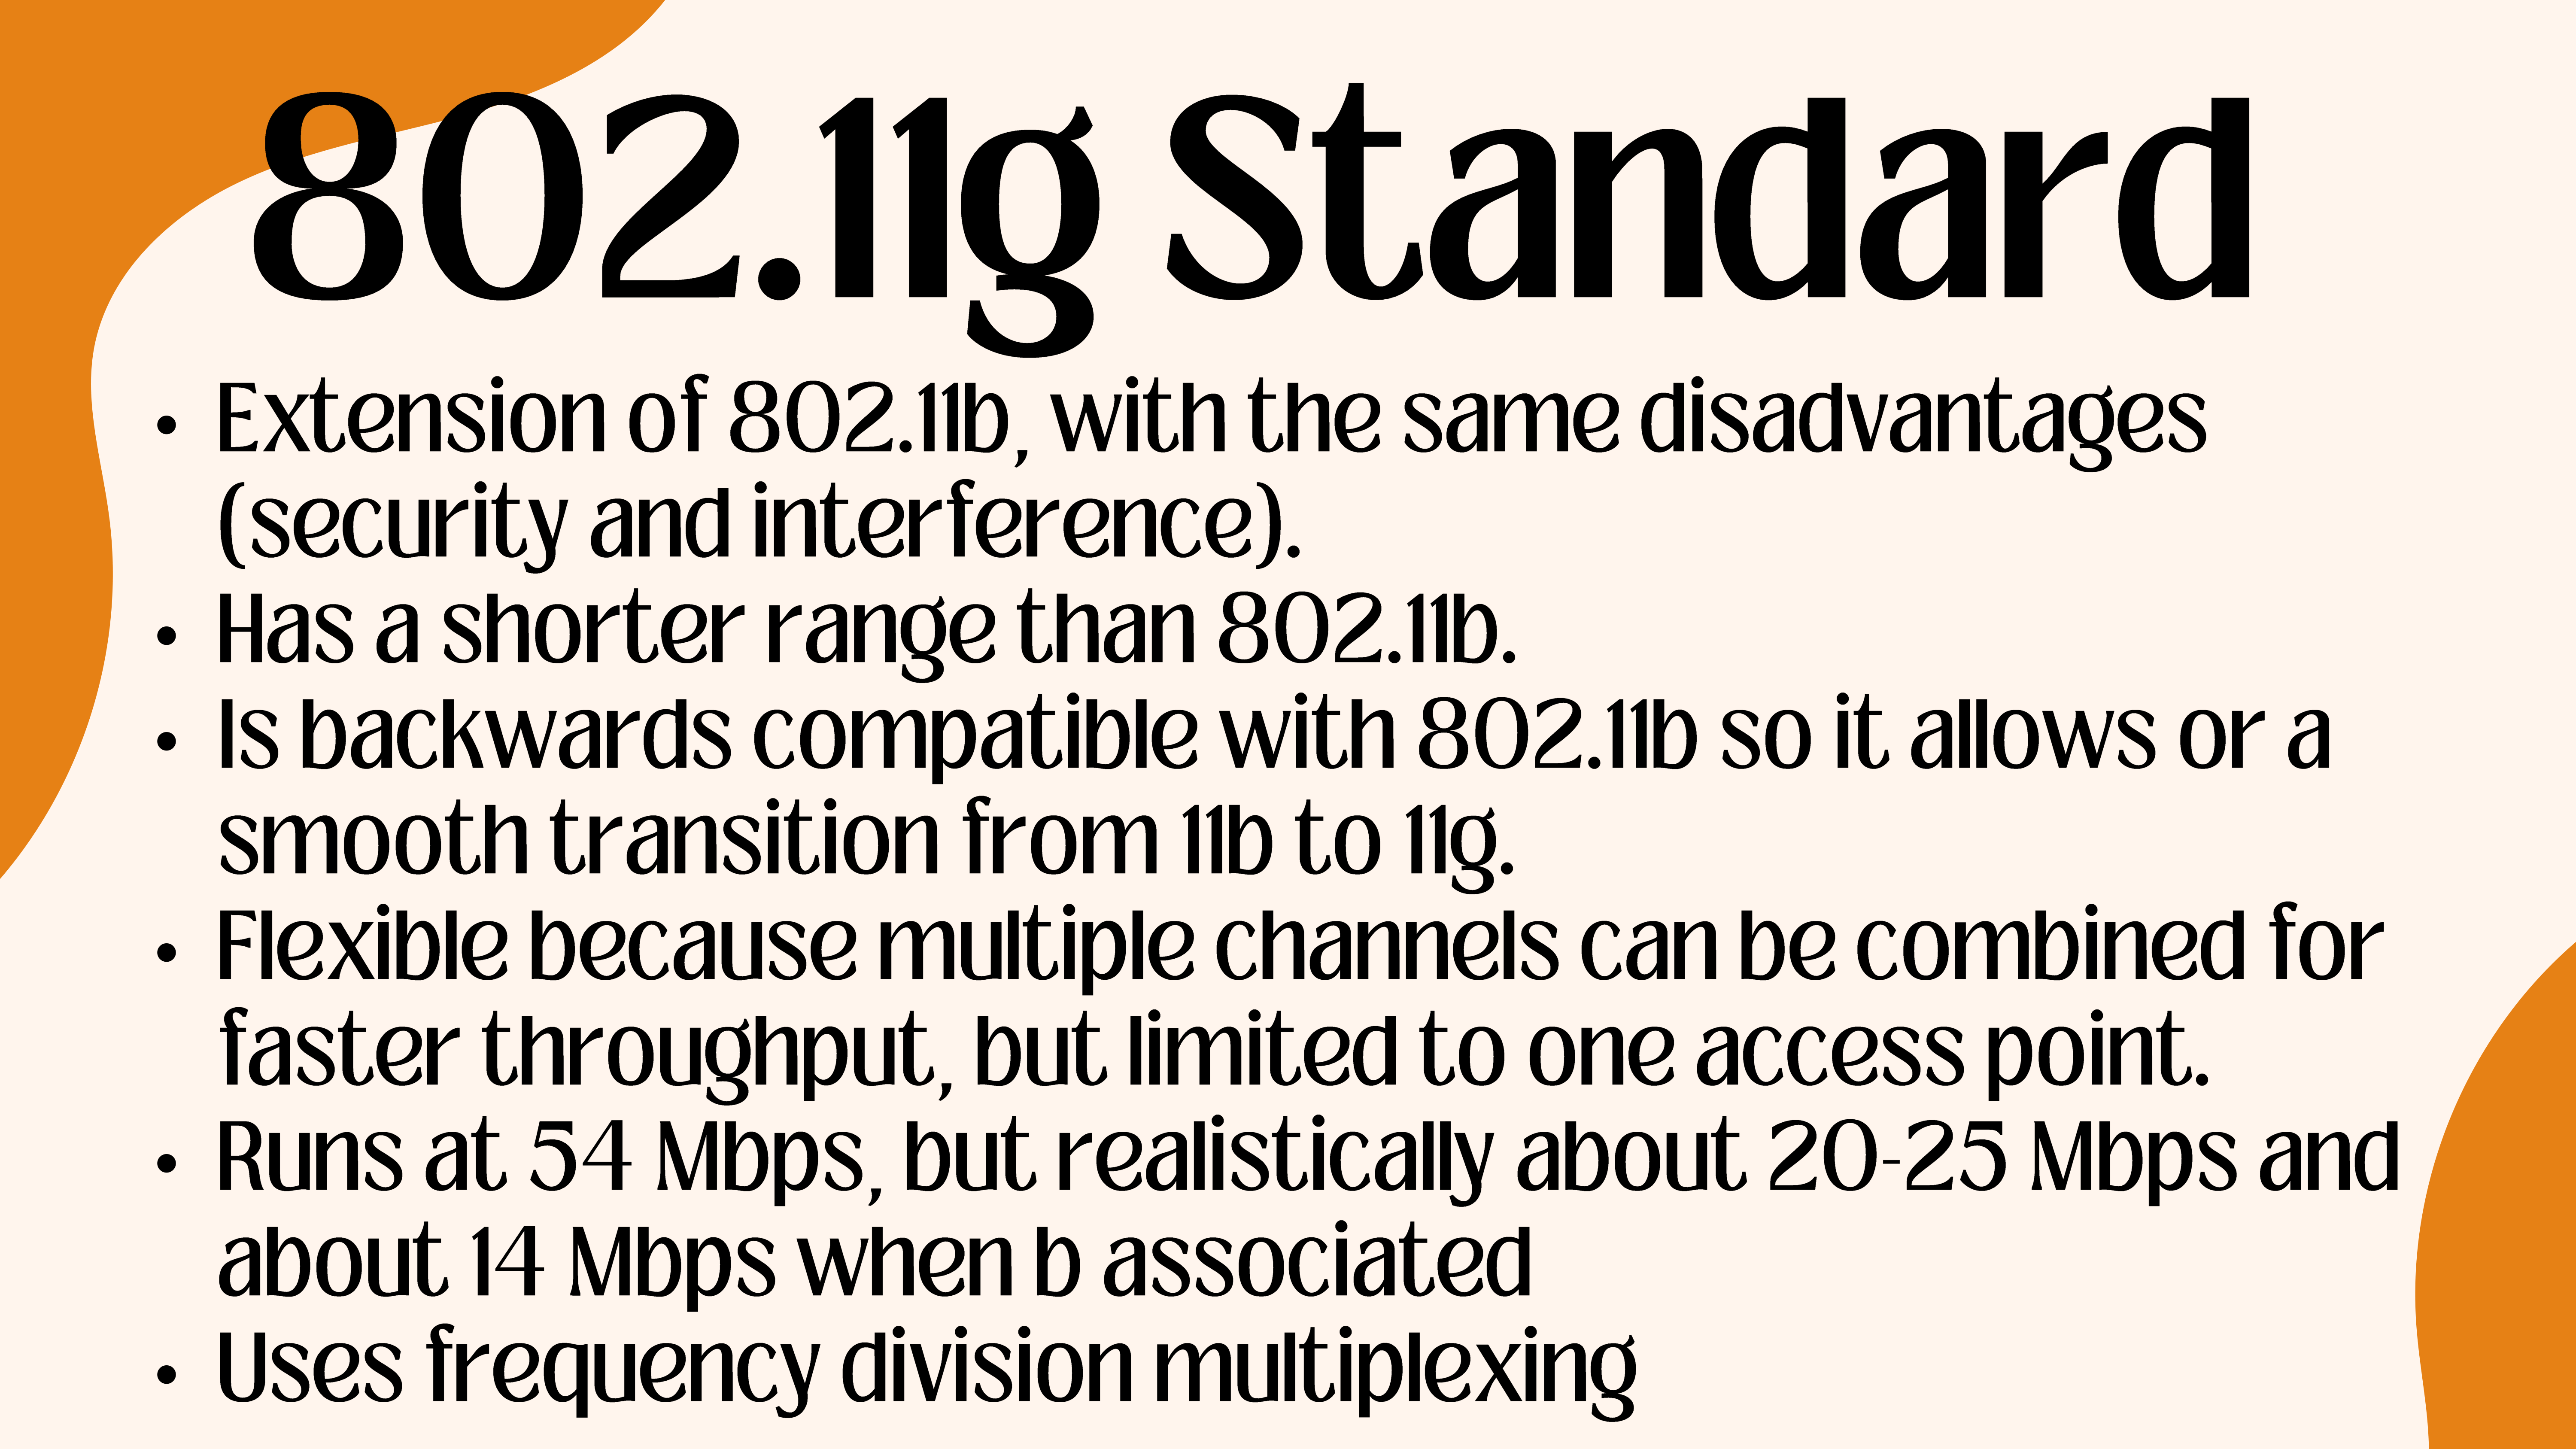 802.11g Standard
• Extension of 802.11b, with the same disadvantages
(security and interference).
• Has a shorter range than 802.11b.
• Is backwards compatible with 802.11b so it allows or a
smooth transition from 11b to 11g.
• Flexible because multiple channels can be combined for
faster throughput, but limited to one access point.
• Runs at 54 Mbps, but realistically about 20-25 Mbps and
about 14 Mbps when b associated
• Uses frequency division multiplexing